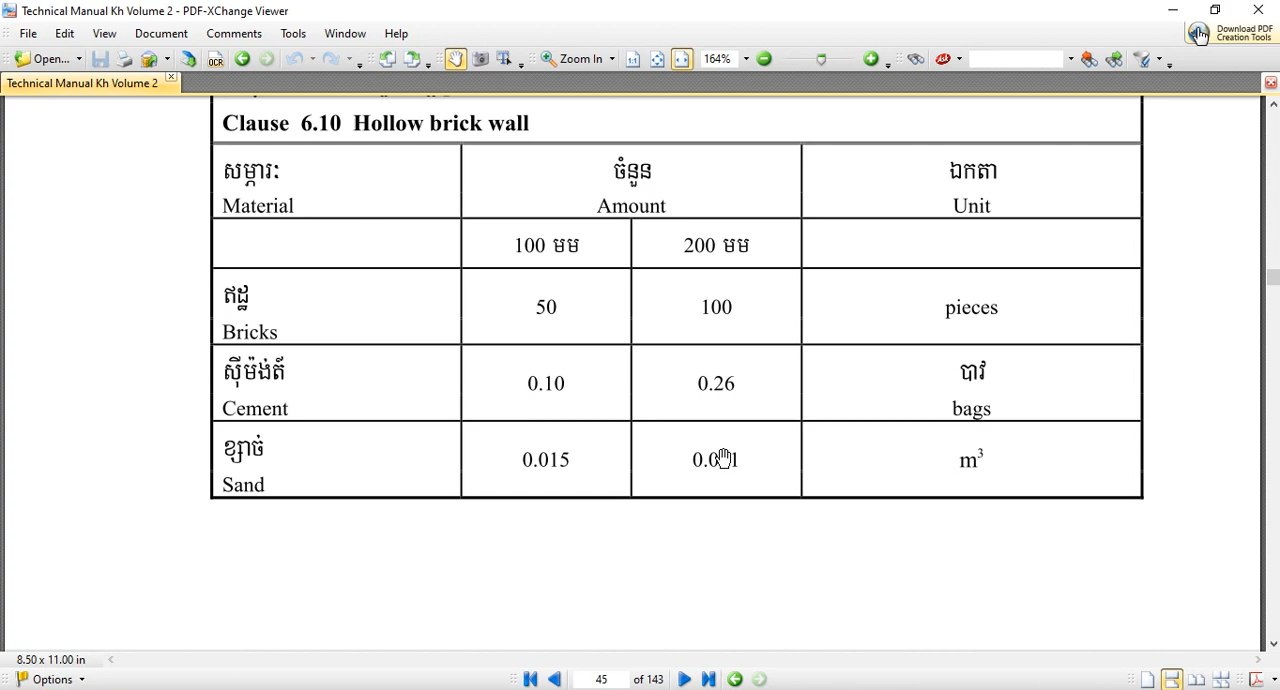 Technical Manual Kh Volume 2 - PDF-XChange Viewer
File Edit View Document Comments Tools Window Help
Download PDF
Creation Tools
Open... OCR Zoom In 164%
Technical Manual Kh Volume 2
Clause 6.10 Hollow brick wall
សម្ភារៈ ចំនួន ឯកតា
Material Amount Unit
100 មម 200 មម
ឥដ្ឋ
50 100 pieces
Bricks
ស៊ីម៉ង់ត៍ បាវ
0.10 0.26
Cement bags
ខ្សាច់
0.015 m³
Sand
8.50 x 11.00 in
Options 45 of 143